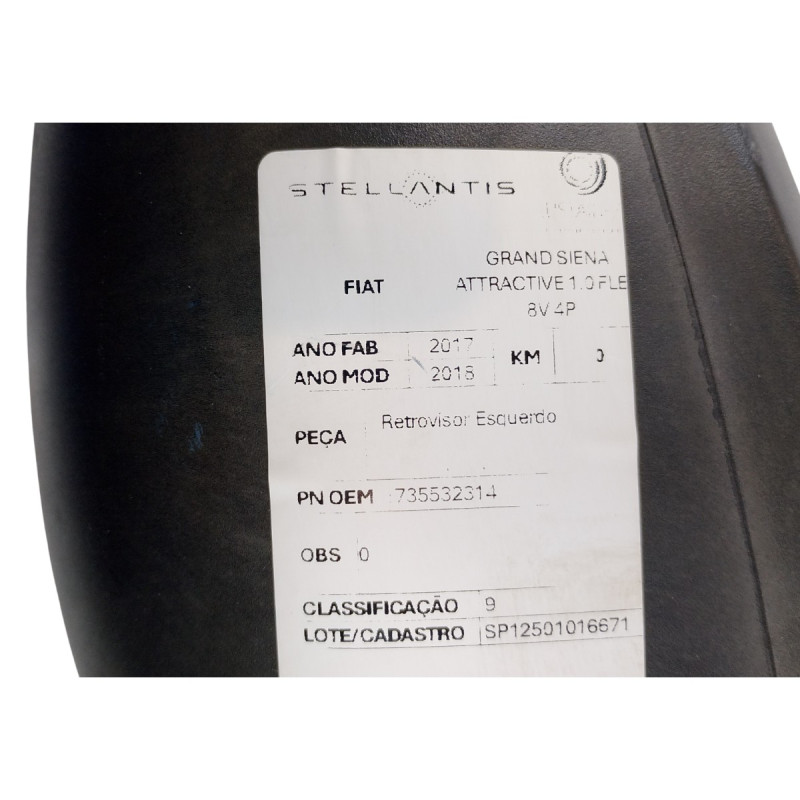 STELLANTIS
GRAND SIENA
FIAT ATTRACTIVE 1.0 FLE
8V 4P
ANO FAB 2017 KM
ANO MOD 2018
PEÇA Retrovisor Esquerdo
PN OEM 735532314
OBS 0
CLASSIFICAÇÃO 9
LOTE/CADASTRO SP12501016671